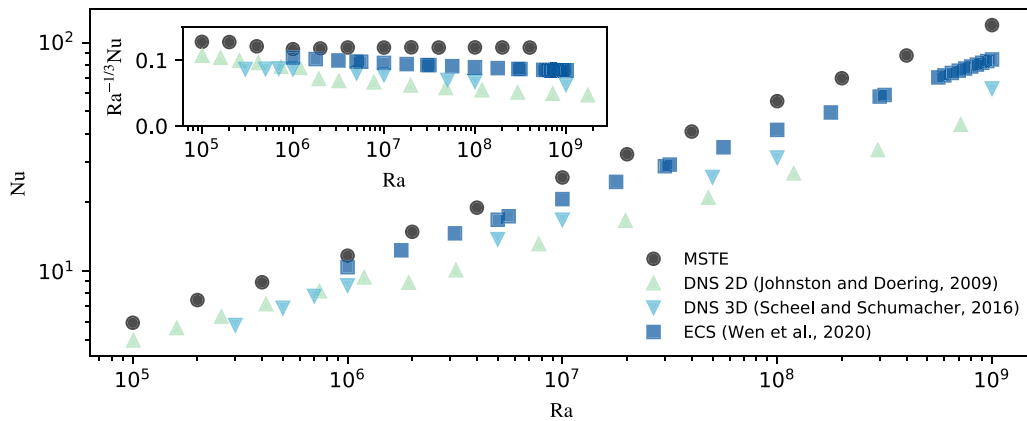 10²
10¹
Nu
Ra⁻¹/³Nu
0.1
0.0
10⁵
10⁶
10⁷
10⁸
10⁹
Ra
MSTE
DNS 2D (Johnston and Doering, 2009)
DNS 3D (Scheel and Schumacher, 2016)
ECS (Wen et al., 2020)
10⁵
10⁶
10⁷
10⁸
10⁹
Ra